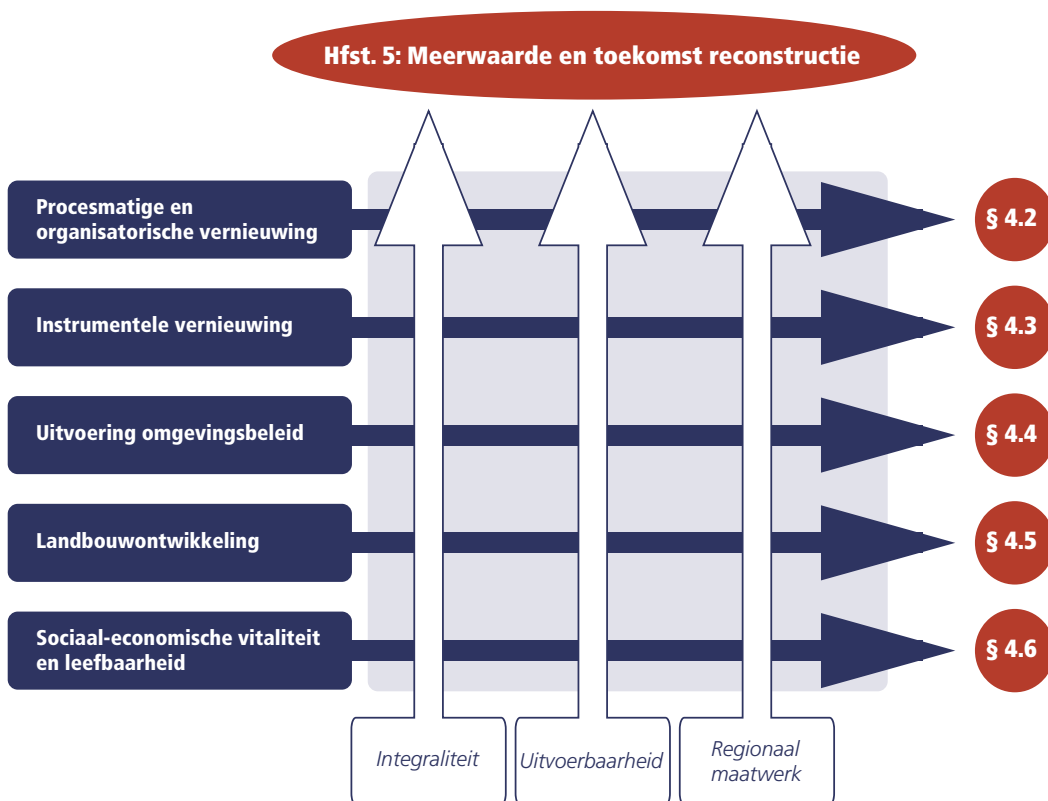 Hfst. 5: Meerwaarde en toekomst reconstructie
Procesmatige en
organisatorische vernieuwing
§ 4.2
Instrumentele vernieuwing
§ 4.3
Uitvoering omgevingsbeleid
§ 4.4
Landbouwontwikkeling
§ 4.5
Sociaal-economische vitaliteit
en leefbaarheid
§ 4.6
Integraliteit
Uitvoerbaarheid
Regionaal
maatwerk